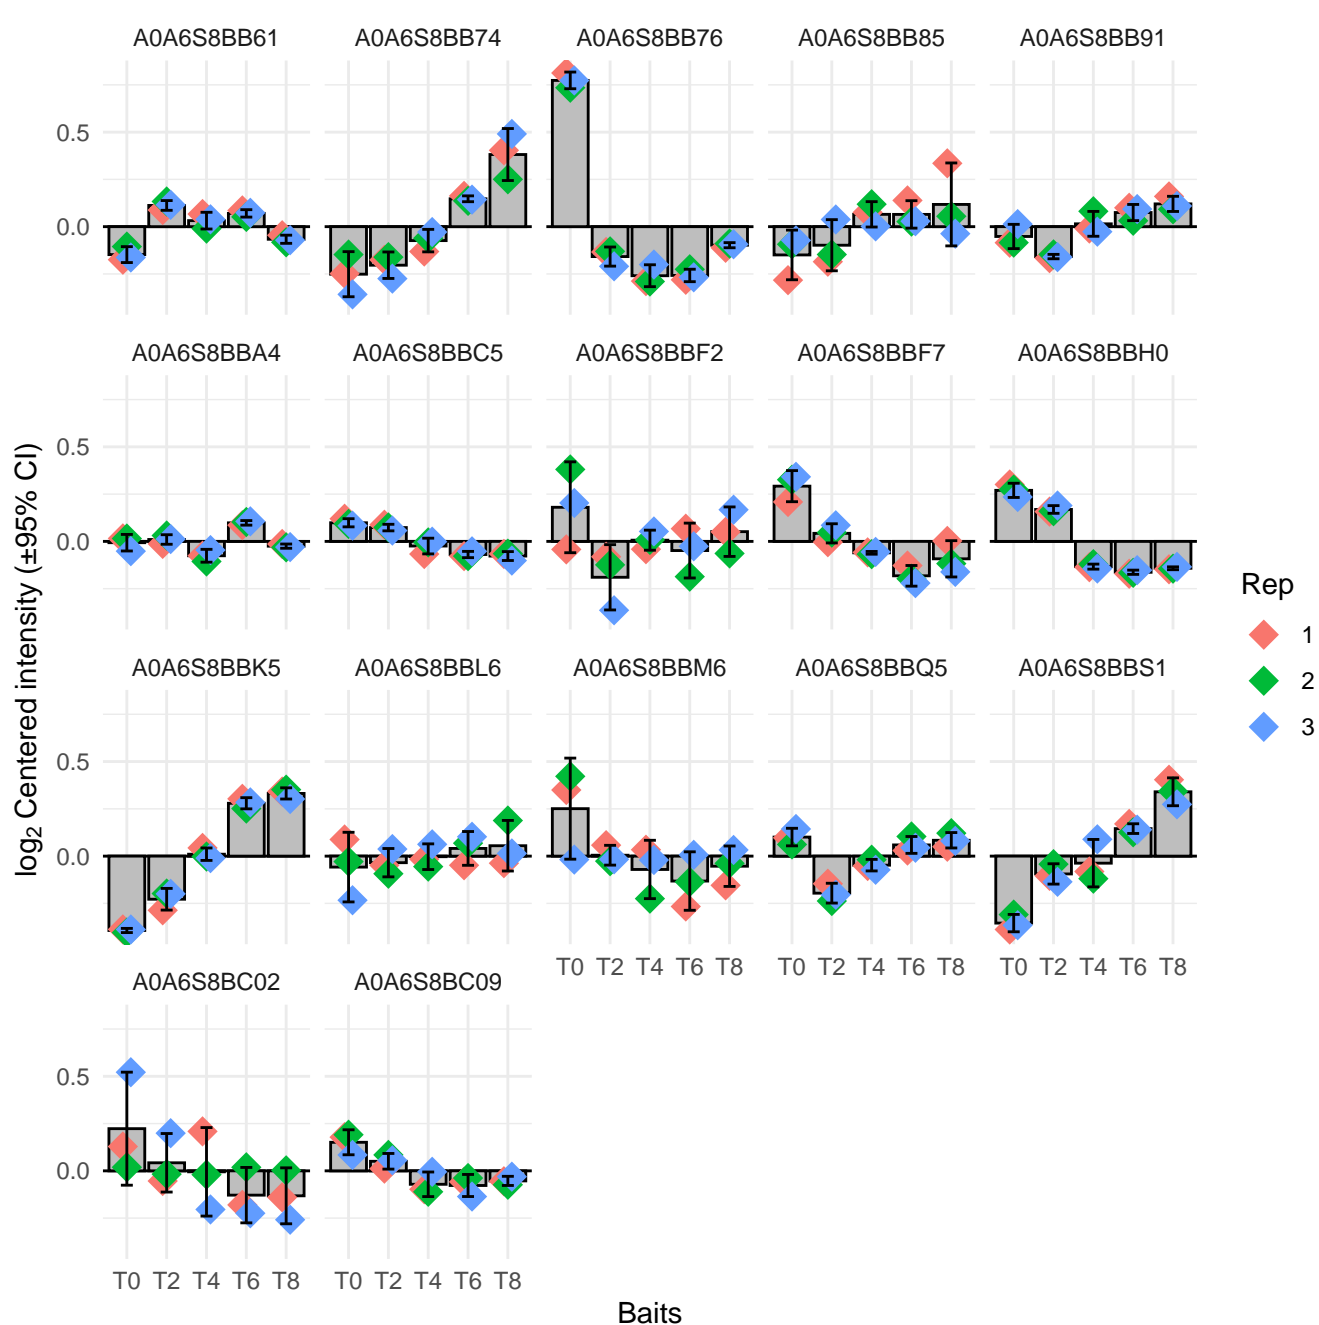 A0A6S8BB61 A0A6S8BB74 A0A6S8BB76 A0A6S8BB85 A0A6S8BB91
0.5
0.0
A0A6S8BBA4 A0A6S8BBC5 A0A6S8BBF2 A0A6S8BBF7 A0A6S8BBH0
0.5
0.0
log2 Centered intensity (±95% CI)
Rep
1
2
3
A0A6S8BBK5 A0A6S8BBL6 A0A6S8BBM6 A0A6S8BBQ5 A0A6S8BBS1
0.5
0.0
T0 T2 T4 T6 T8 T0 T2 T4 T6 T8 T0 T2 T4 T6 T8
A0A6S8BC02 A0A6S8BC09
0.5
0.0
T0 T2 T4 T6 T8 T0 T2 T4 T6 T8
Baits